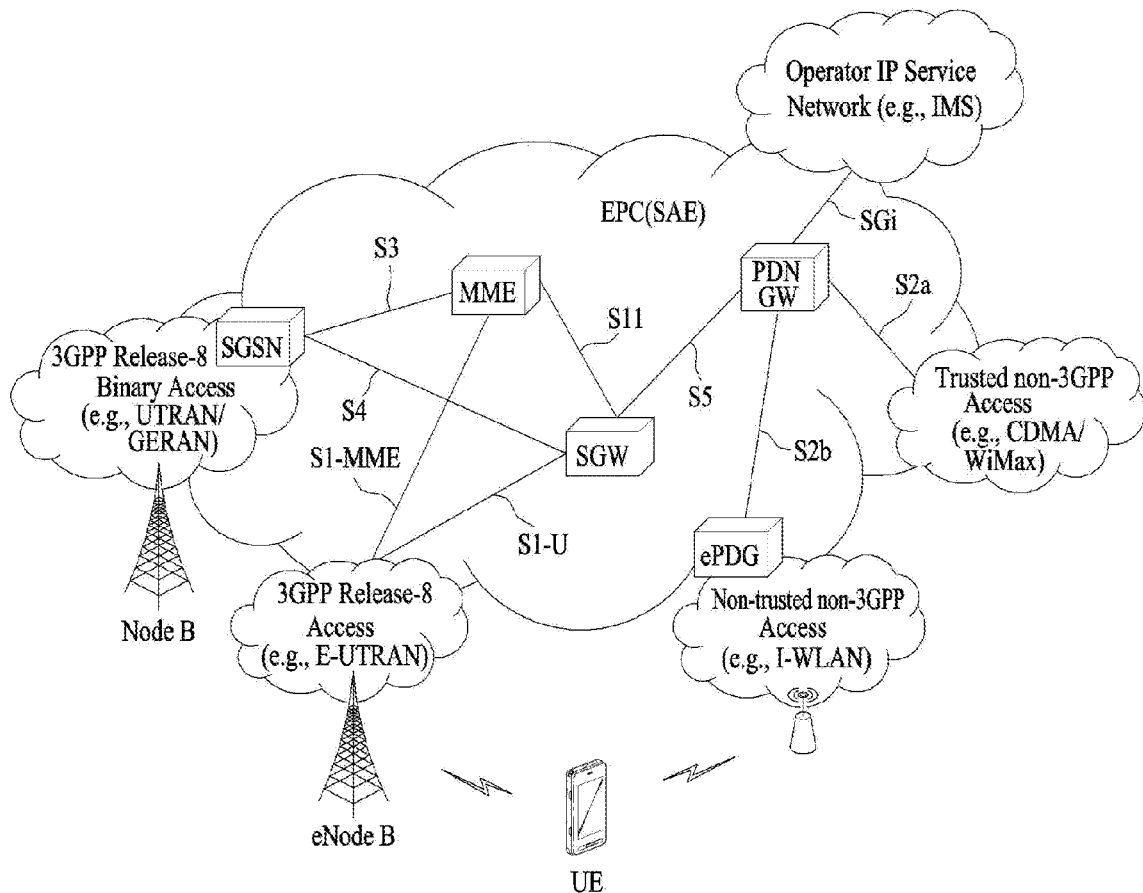 Operator IP Service
Network (e.g., IMS)
EPC(SAE)
SGi
S3
MME
PDN
GW
S2a
S11
SGSN
3GPP Release-8
Binary Access
(e.g., UTRAN/
GERAN)
S4
S5
Trusted non-3GPP
Access
(e.g., CDMA/
WiMax)
S1-MME
SGW
S2b
S1-U
ePDG
Node B
3GPP Release-8
Access
(e.g., E-UTRAN)
Non-trusted non-3GPP
Access
(e.g., I-WLAN)
eNode B
UE